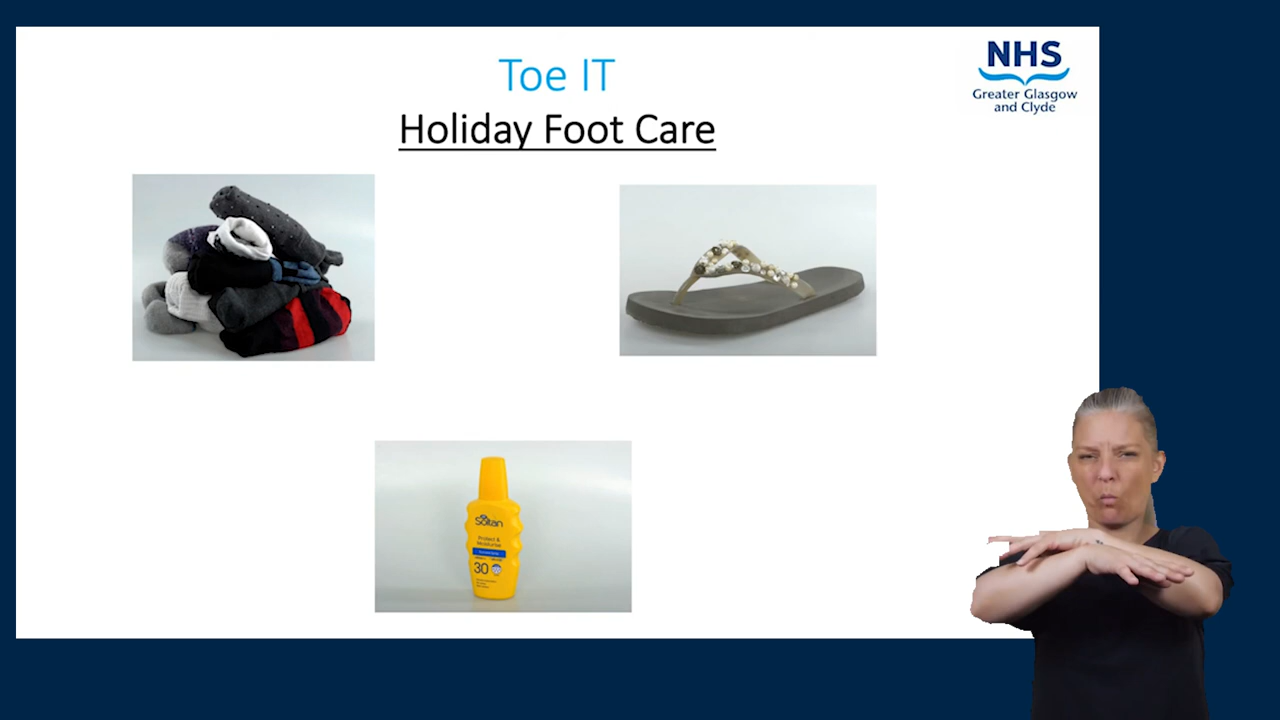 Toe IT
Holiday Foot Care
NHS
Greater Glasgow
and Clyde
Soltan
Protect &
Moisturise
30